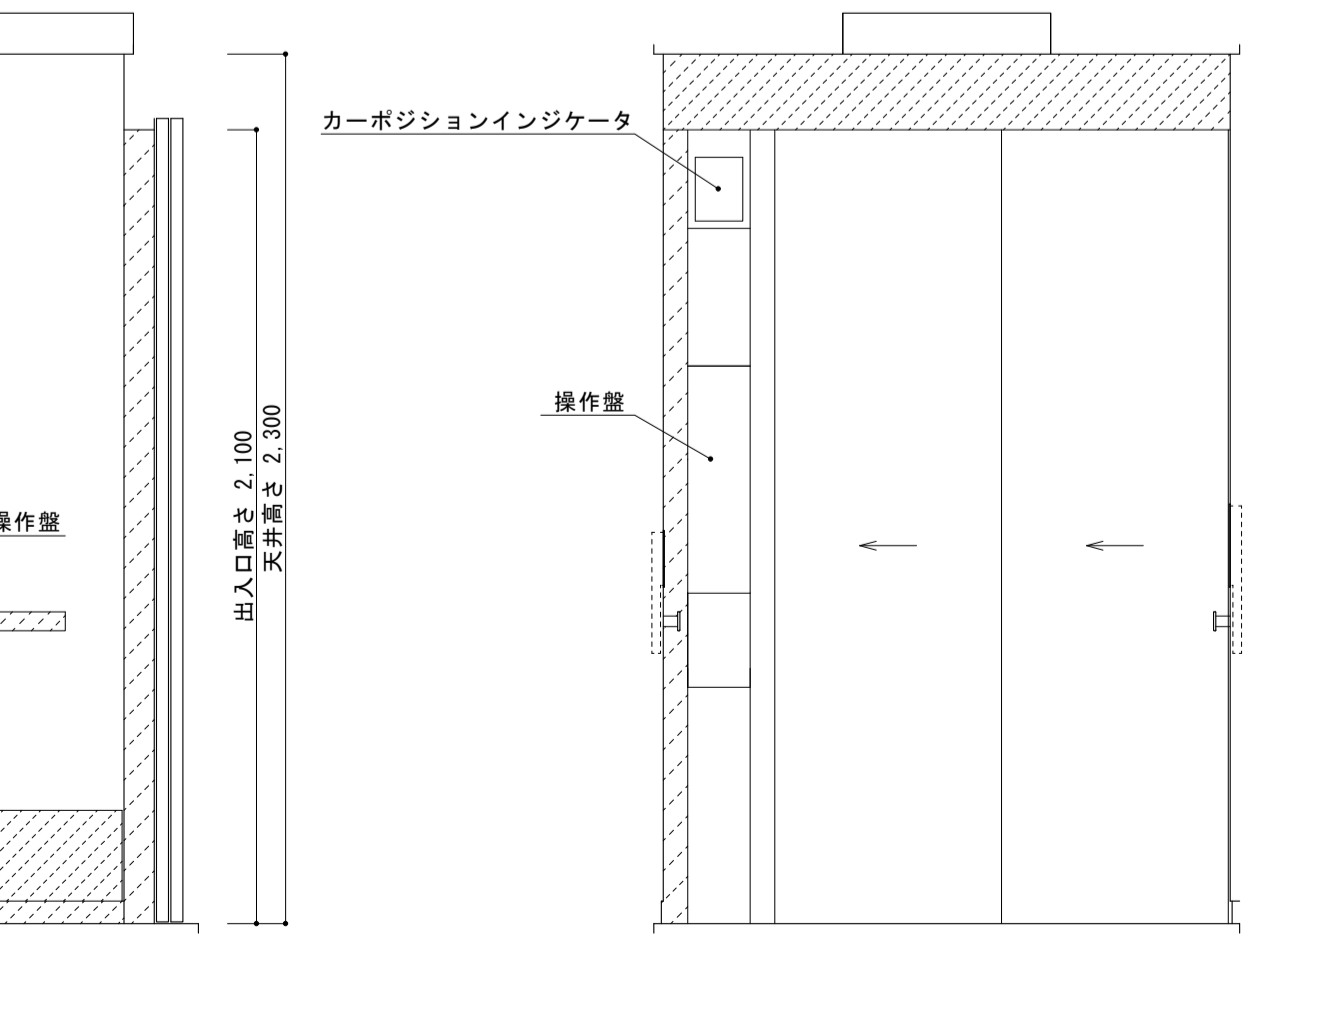 カーポジションインジケータ
操作盤
操作盤
出入口高さ 2,100
天井高さ 2,300